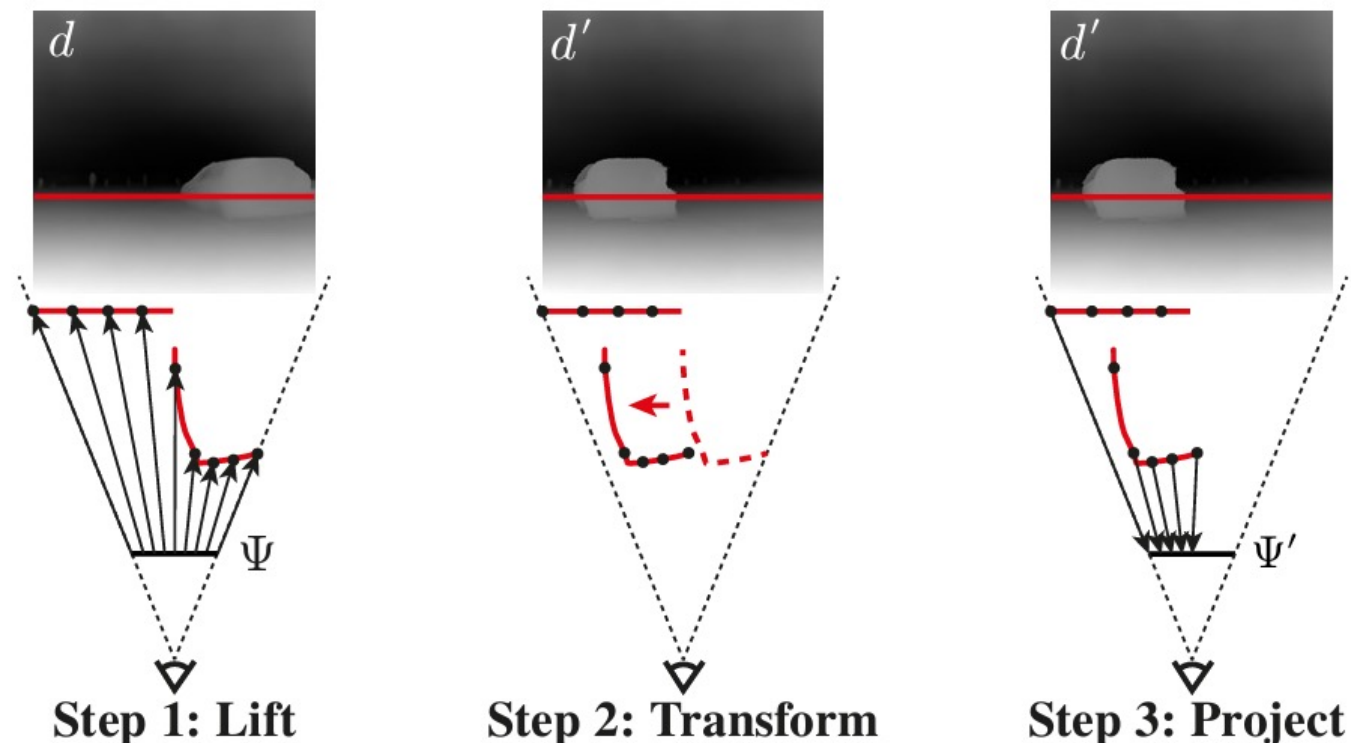 d
d′
d′
Ψ
Ψ′
Step 1: Lift
Step 2: Transform
Step 3: Project